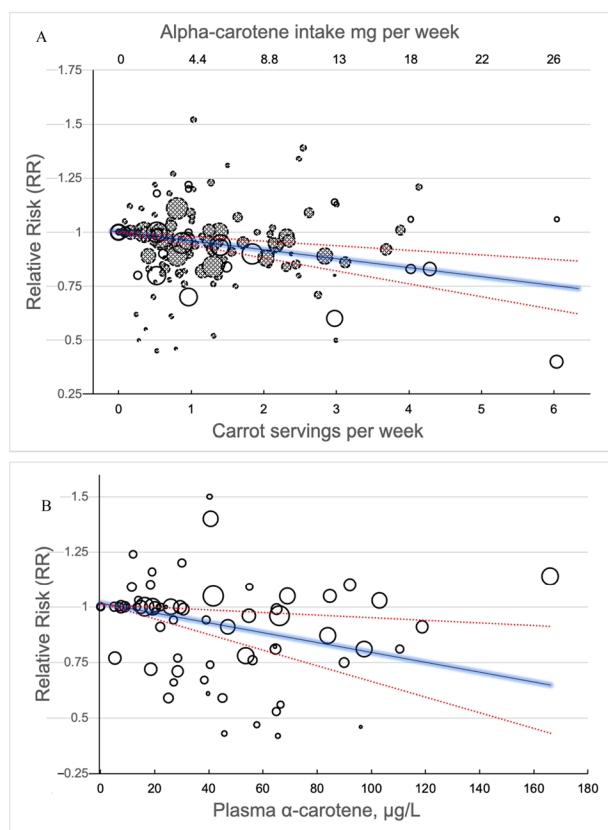 A
Alpha-carotene intake mg per week
0 4.4 8.8 13 18 22 26
1.75
1.5
1.25
1
0.75
0.5
0.25
Relative Risk (RR)
0 1 2 3 4 5 6
Carrot servings per week
B
1.5
1.25
1
0.75
0.5
0.25
Relative Risk (RR)
0 20 40 60 80 100 120 140 160 180
Plasma α-carotene, µg/L